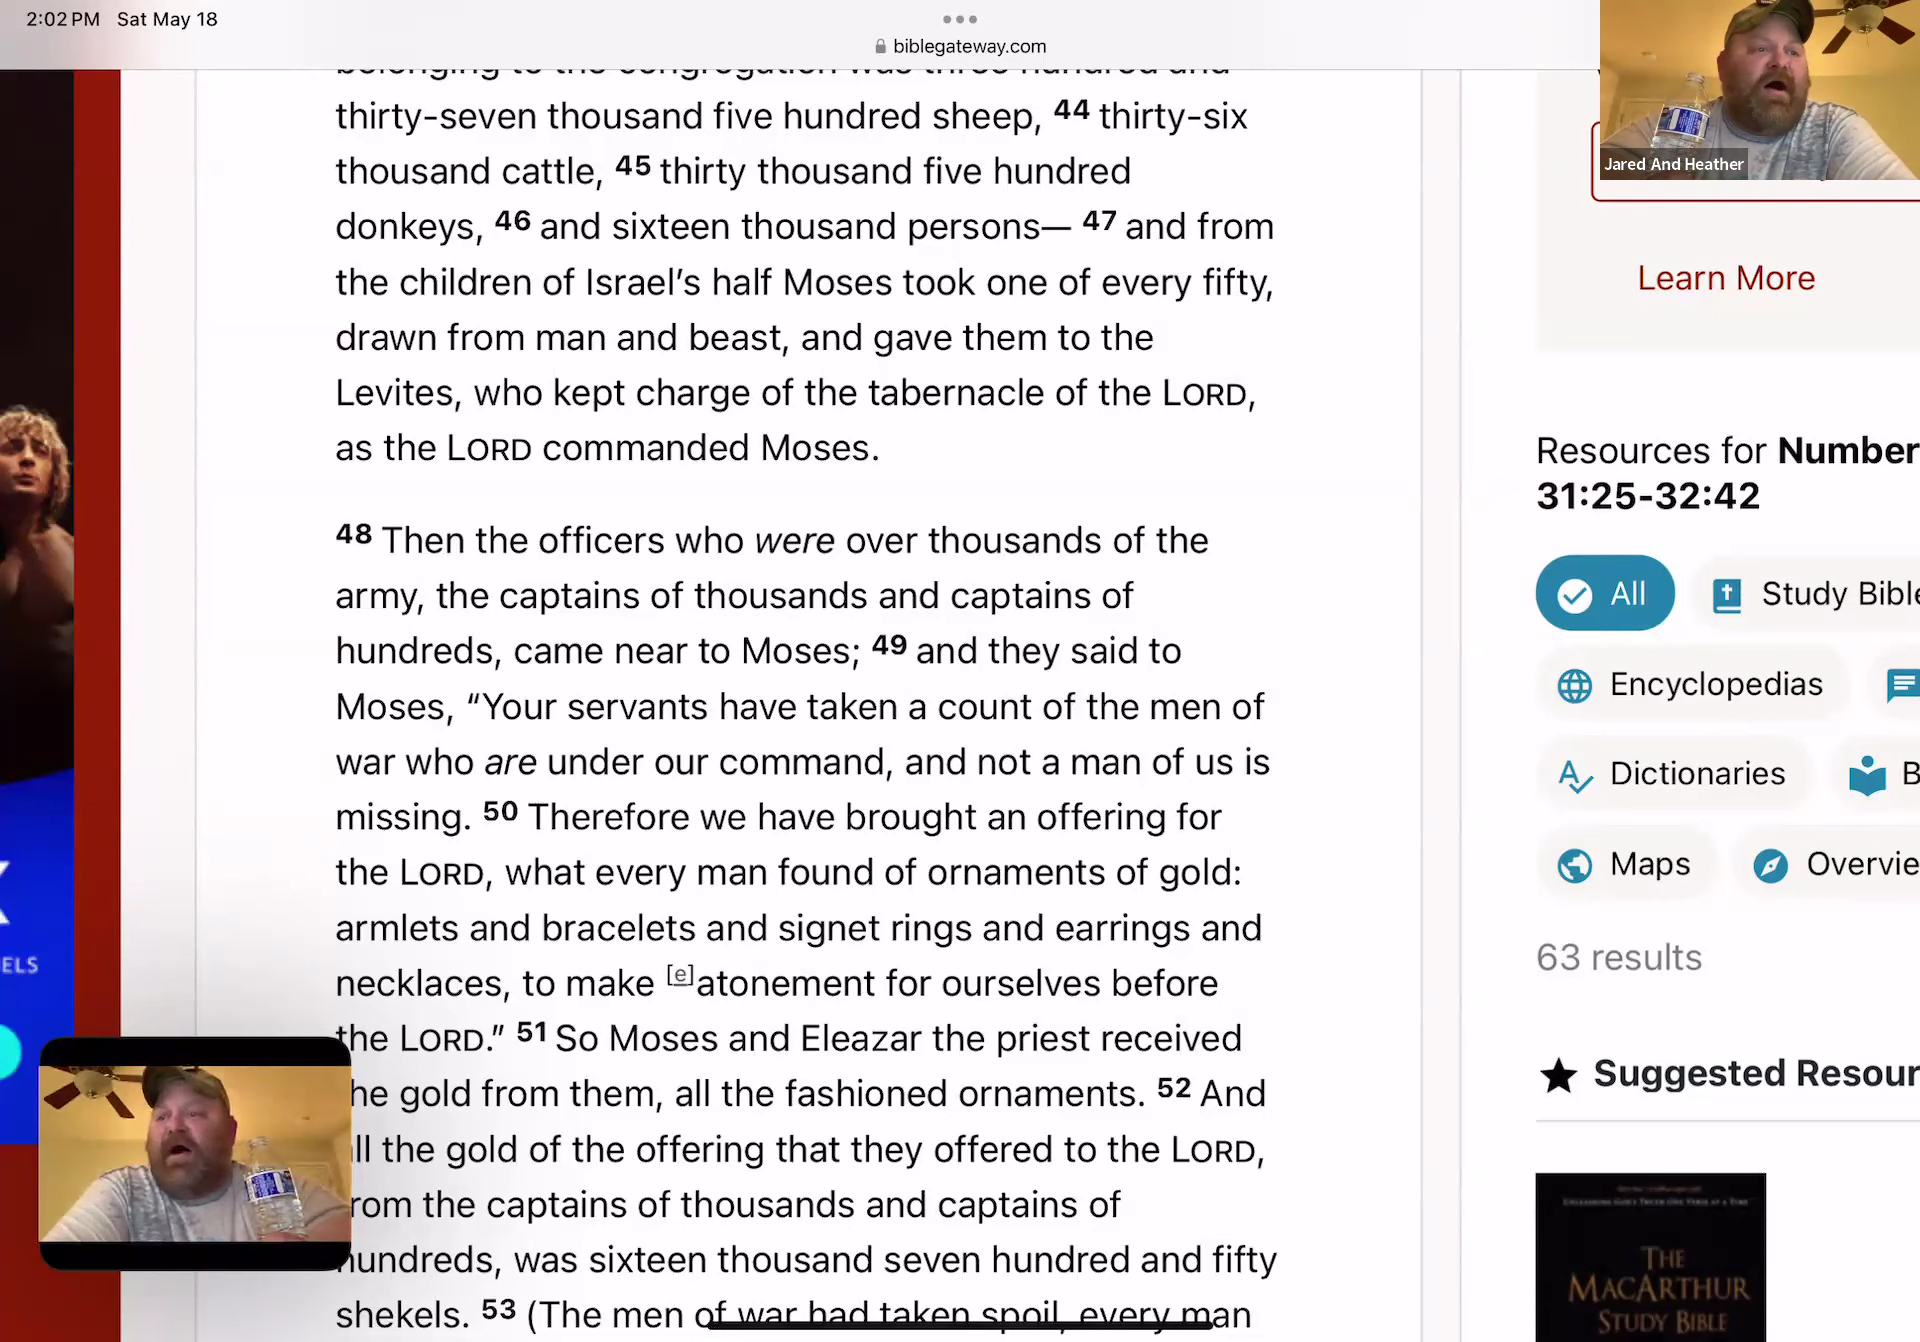 2:02 PM Sat May 18
biblegateway.com
belonging to the congregation was three hundred and
thirty-seven thousand five hundred sheep, 44 thirty-six
thousand cattle, 45 thirty thousand five hundred
donkeys, 46 and sixteen thousand persons— 47 and from
the children of Israel’s half Moses took one of every fifty,
drawn from man and beast, and gave them to the
Levites, who kept charge of the tabernacle of the LORD,
as the LORD commanded Moses.
48 Then the officers who were over thousands of the
army, the captains of thousands and captains of
hundreds, came near to Moses; 49 and they said to
Moses, “Your servants have taken a count of the men of
war who are under our command, and not a man of us is
missing. 50 Therefore we have brought an offering for
the LORD, what every man found of ornaments of gold:
armlets and bracelets and signet rings and earrings and
necklaces, to make [e]atonement for ourselves before
the LORD.” 51 So Moses and Eleazar the priest received
he gold from them, all the fashioned ornaments. 52 And
ll the gold of the offering that they offered to the LORD,
rom the captains of thousands and captains of
hundreds, was sixteen thousand seven hundred and fifty
shekels. 53 (The men of war had taken spoil, every man
Jared And Heather
Learn More
Resources for Number
31:25-32:42
All
Study Bible
Encyclopedias
Dictionaries
B
Maps
Overvie
63 results
Suggested Resour
THE
MACARTHUR
STUDY BIBLE
ELS